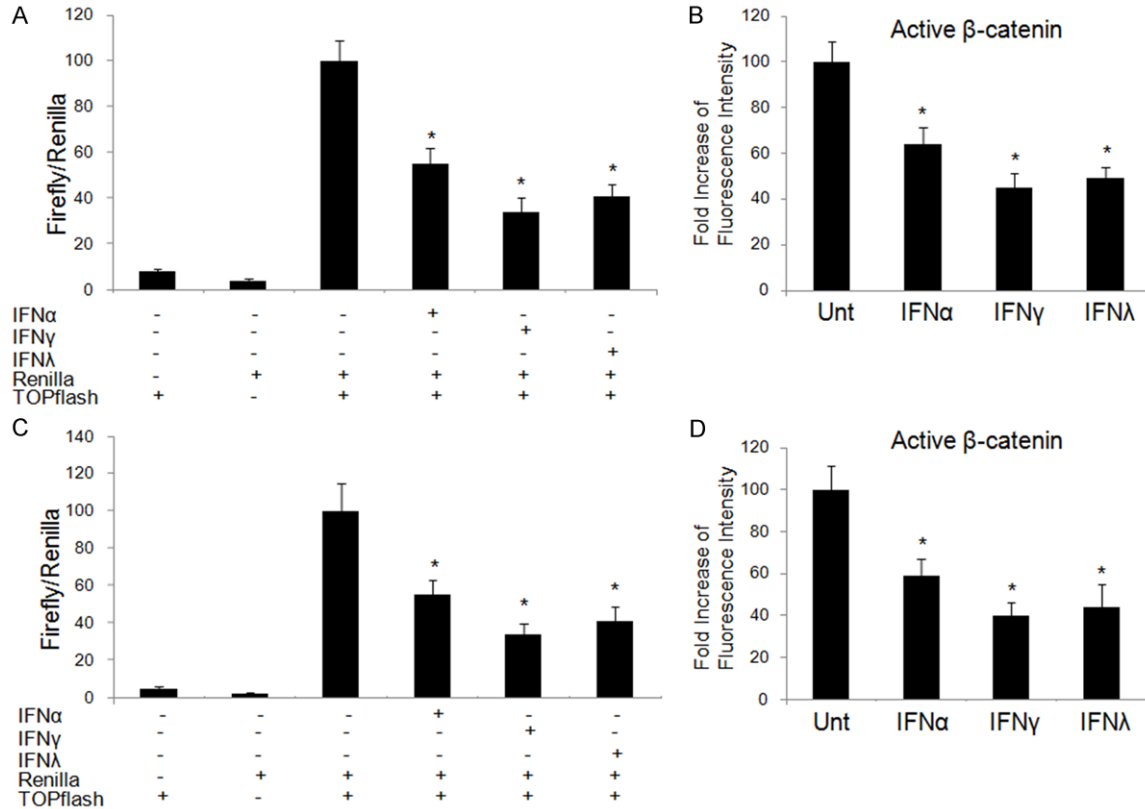 A
Firefly/Renilla
120
100
80
60
40
20
0
*
*
*
IFNα - - - + - -
IFNγ - - - - + -
IFNλ - - - - - +
Renilla - + + + + +
TOPflash + - + + + +
B
Active β-catenin
Fold Increase of
Fluorescence Intensity
120
100
80
60
40
20
0
*
*
*
Unt IFNα IFNγ IFNλ
C
Firefly/Renilla
140
120
100
80
60
40
20
0
*
*
*
IFNα - - - + - -
IFNγ - - - - + -
IFNλ - - - - - +
Renilla - + + + + +
TOPflash + - + + + +
D
Active β-catenin
Fold Increase of
Fluorescence Intensity
120
100
80
60
40
20
0
*
*
*
Unt IFNα IFNγ IFNλ